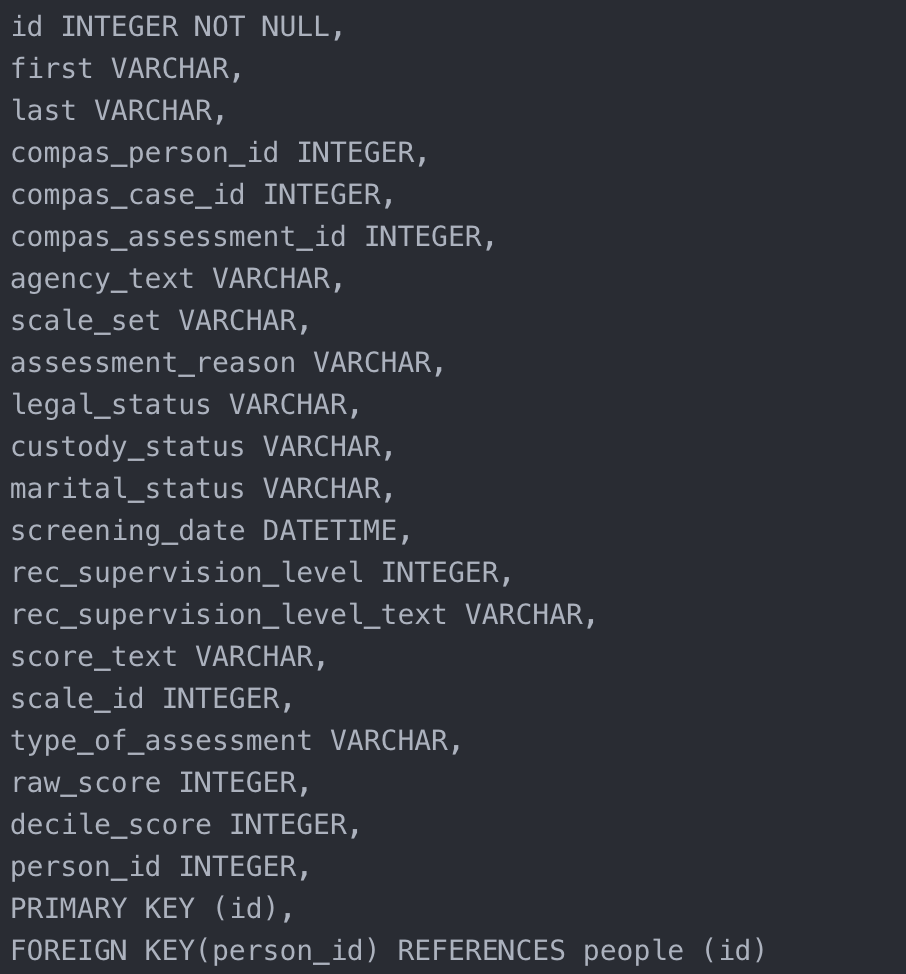 id INTEGER NOT NULL,
first VARCHAR,
last VARCHAR,
compas_person_id INTEGER,
compas_case_id INTEGER,
compas_assessment_id INTEGER,
agency_text VARCHAR,
scale_set VARCHAR,
assessment_reason VARCHAR,
legal_status VARCHAR,
custody_status VARCHAR,
marital_status VARCHAR,
screening_date DATETIME,
rec_supervision_level INTEGER,
rec_supervision_level_text VARCHAR,
score_text VARCHAR,
scale_id INTEGER,
type_of_assessment VARCHAR,
raw_score INTEGER,
decile_score INTEGER,
person_id INTEGER,
PRIMARY KEY (id),
FOREIGN KEY(person_id) REFERENCES people (id)